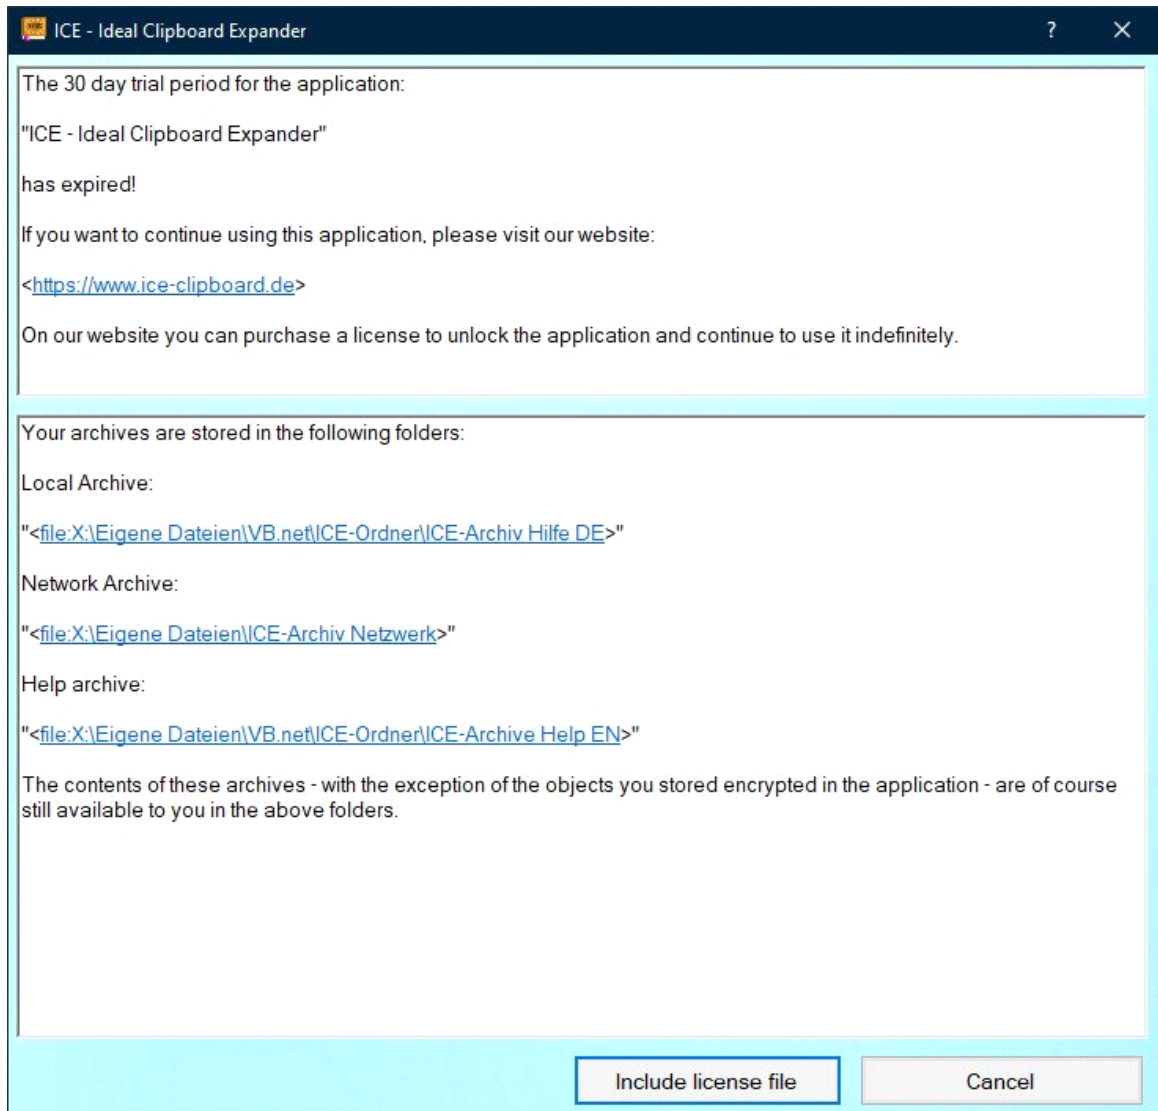 ICE - Ideal Clipboard Expander
?
The 30 day trial period for the application:
"ICE - Ideal Clipboard Expander"
has expired!
If you want to continue using this application, please visit our website:
<https://www.ice-clipboard.de>
On our website you can purchase a license to unlock the application and continue to use it indefinitely.
Your archives are stored in the following folders:
Local Archive:
"<file:X:\Eigene Dateien\VB.net\ICE-Ordner\ICE-Archiv Hilfe DE>"
Network Archive:
"<file:X:\Eigene Dateien\ICE-Archiv Netzwerk>"
Help archive:
"<file:X:\Eigene Dateien\VB.net\ICE-Ordner\ICE-Archive Help EN>"
The contents of these archives - with the exception of the objects you stored encrypted in the application - are of course
still available to you in the above folders.
Include license file
Cancel